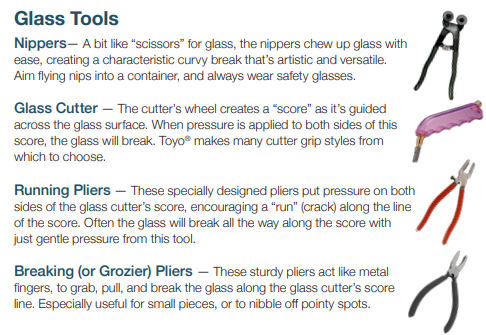 Glass Tools
Nippers— A bit like “scissors” for glass, the nippers chew up glass with
ease, creating a characteristic curvy break that’s artistic and versatile.
Aim flying nips into a container, and always wear safety glasses.
Glass Cutter — The cutter’s wheel creates a “score” as it’s guided
across the glass surface. When pressure is applied to both sides of this
score, the glass will break. Toyo® makes many cutter grip styles from
which to choose.
Running Pliers — These specially designed pliers put pressure on both
sides of the glass cutter’s score, encouraging a “run” (crack) along the line
of the score. Often the glass will break all the way along the score with
just gentle pressure from this tool.
Breaking (or Grozier) Pliers — These sturdy pliers act like metal
fingers, to grab, pull, and break the glass along the glass cutter’s score
line. Especially useful for small pieces, or to nibble off pointy spots.